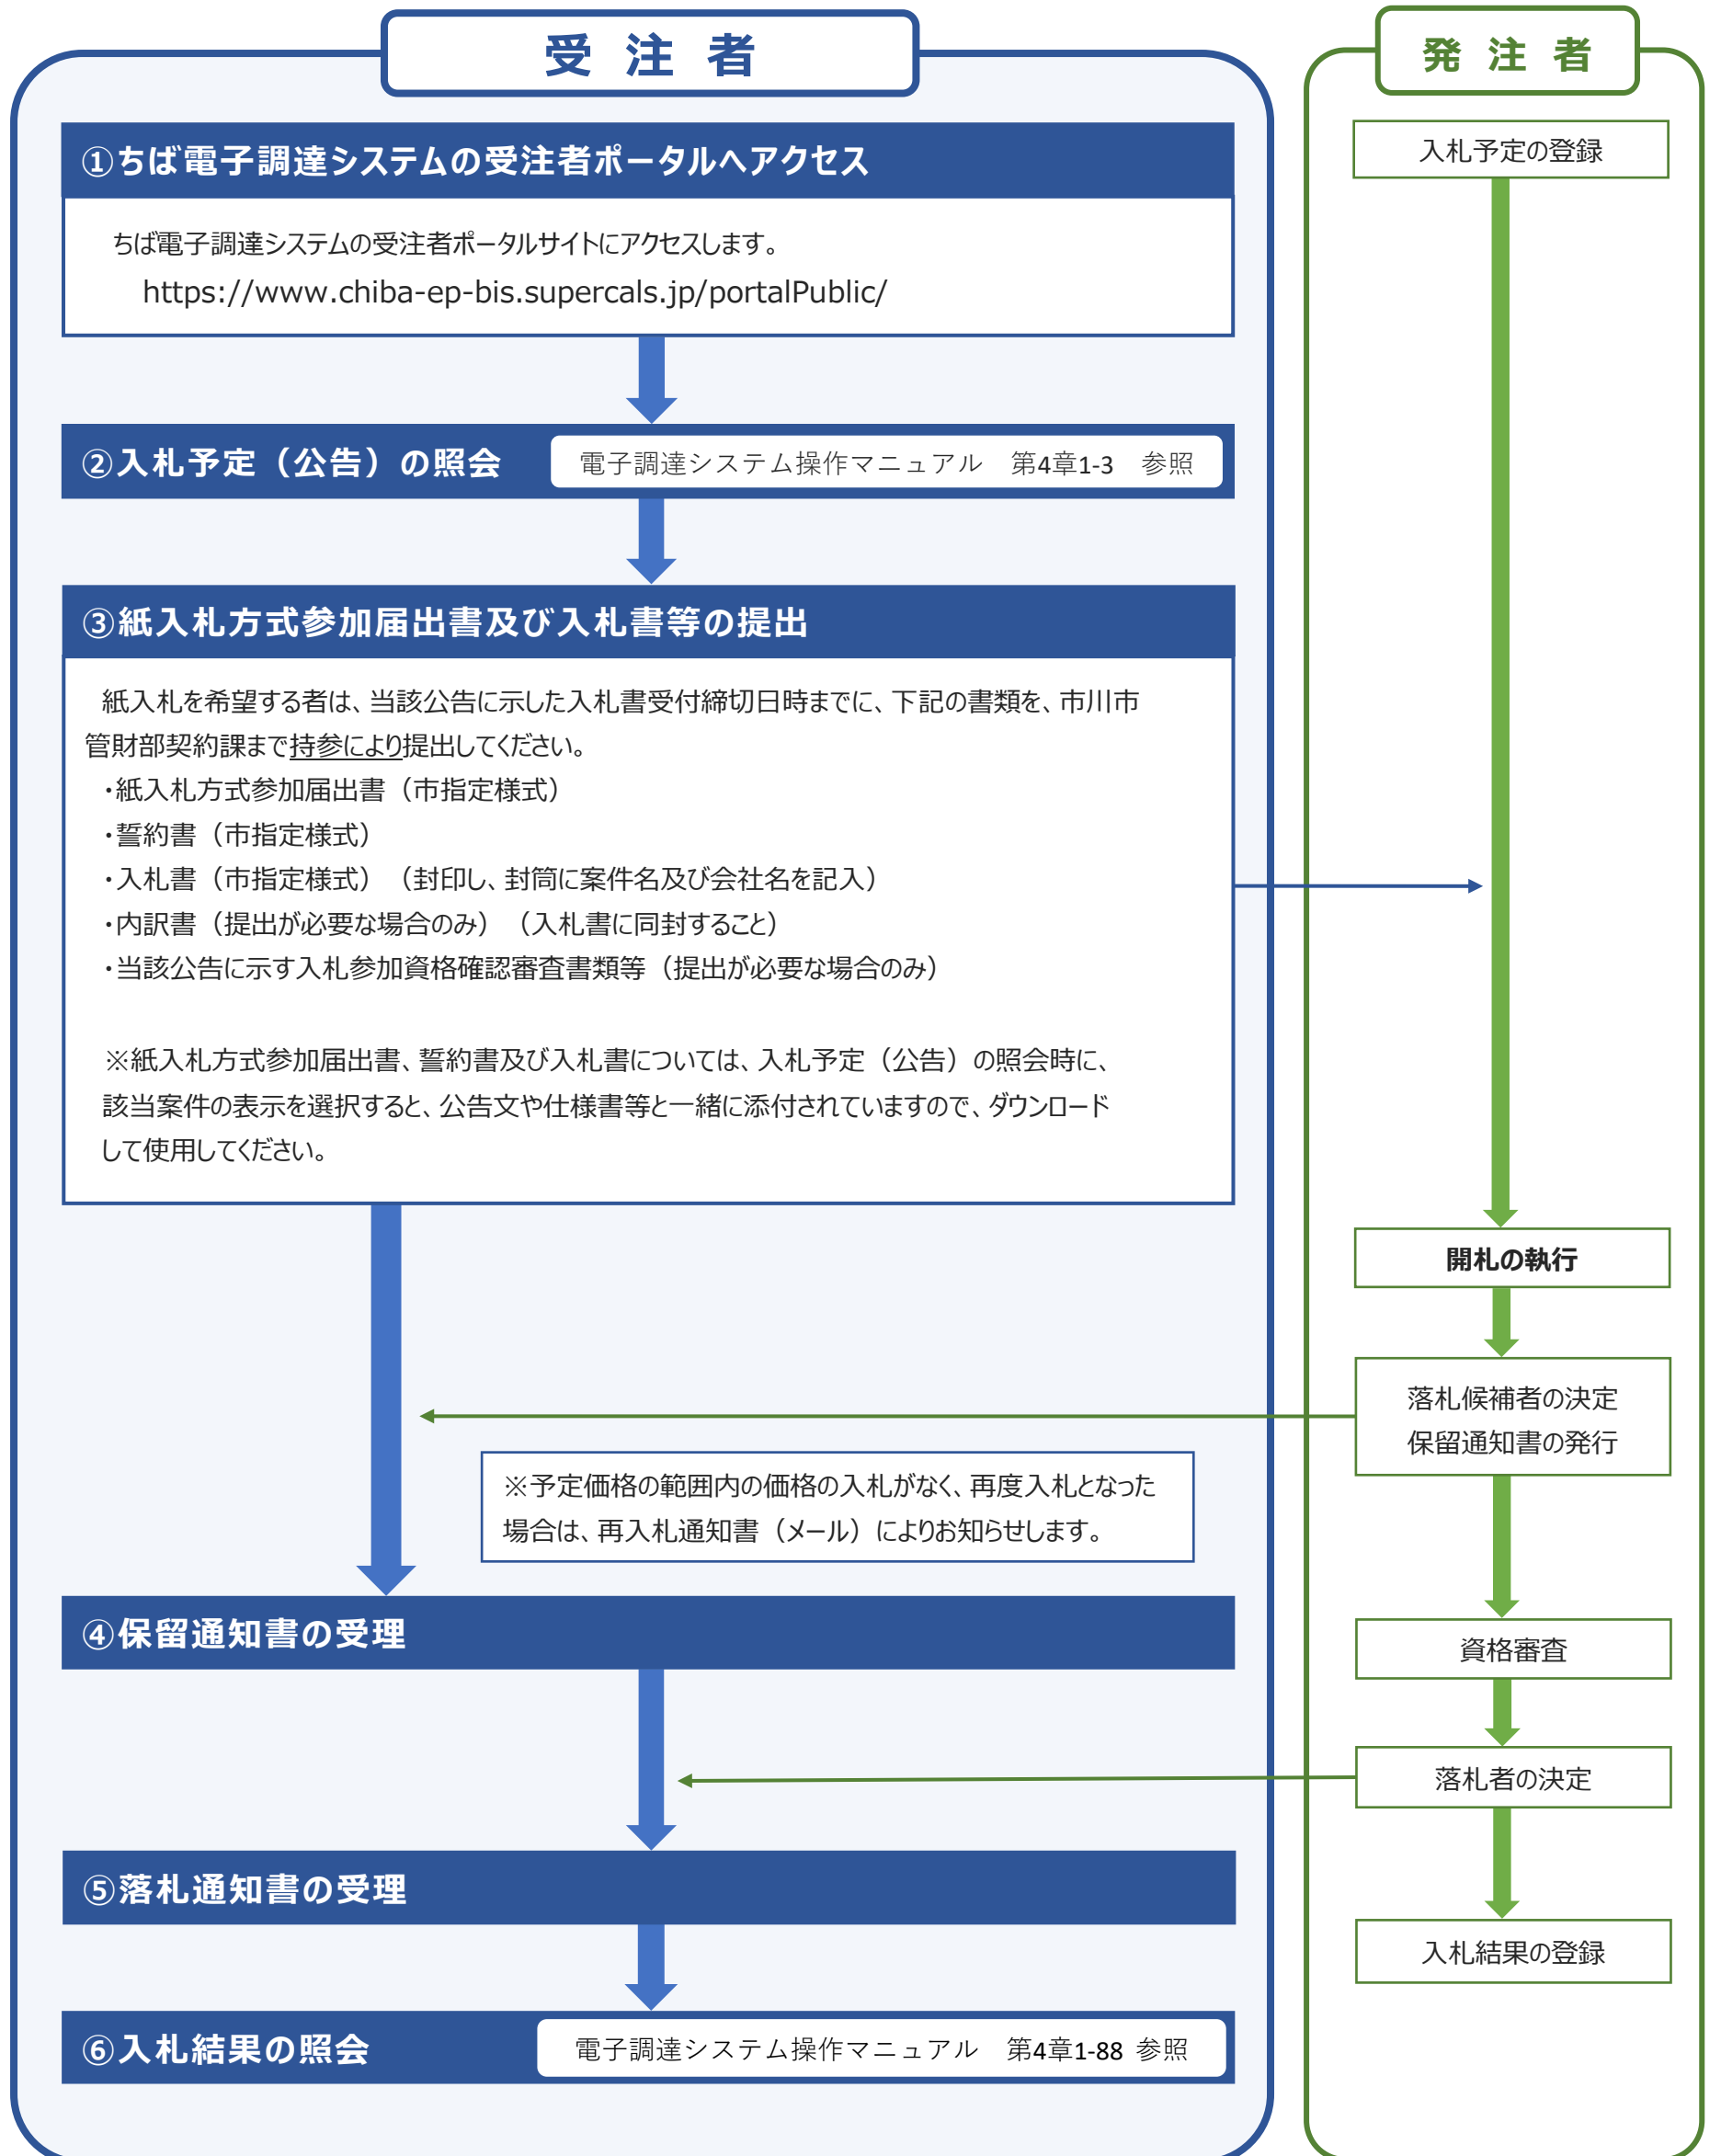 受 注 者
①ちば電子調達システムの受注者ポータルへアクセス
ちば電子調達システムの受注者ポータルサイトにアクセスします。
https://www.chiba-ep-bis.supercals.jp/portalPublic/
②入札予定（公告）の照会
電子調達システム操作マニュアル　第4章1-3　参照
③紙入札方式参加届出書及び入札書等の提出
紙入札を希望する者は、当該公告に示した入札書受付締切日時までに、下記の書類を、市川市
管財部契約課まで持参により提出してください。
・紙入札方式参加届出書（市指定様式）
・誓約書（市指定様式）
・入札書（市指定様式）（封印し、封筒に案件名及び会社名を記入）
・内訳書（提出が必要な場合のみ）（入札書に同封すること）
・当該公告に示す入札参加資格確認審査書類等（提出が必要な場合のみ）
※紙入札方式参加届出書、誓約書及び入札書については、入札予定（公告）の照会時に、
該当案件の表示を選択すると、公告文や仕様書等と一緒に添付されていますので、ダウンロード
して使用してください。
※予定価格の範囲内の価格の入札がなく、再度入札となった
場合は、再入札通知書（メール）によりお知らせします。
④保留通知書の受理
⑤落札通知書の受理
⑥入札結果の照会
電子調達システム操作マニュアル　第4章1-88 参照
発 注 者
入札予定の登録
開札の執行
落札候補者の決定
保留通知書の発行
資格審査
落札者の決定
入札結果の登録